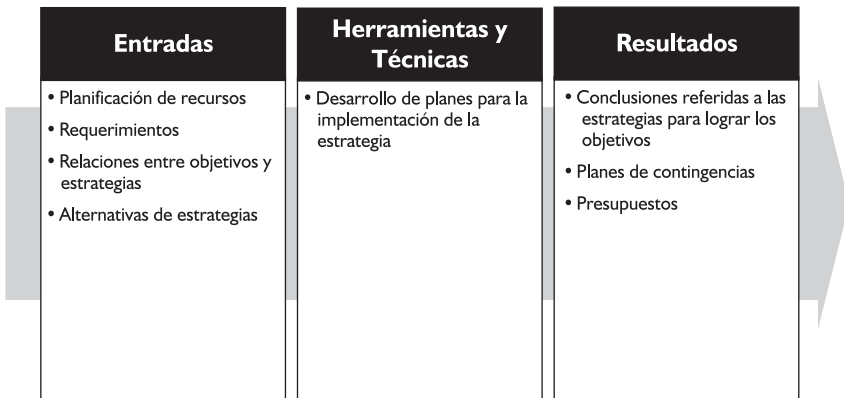 Entradas
• Planificación de recursos
• Requerimientos
• Relaciones entre objetivos y
estrategias
• Alternativas de estrategias
Herramientas y
Técnicas
• Desarrollo de planes para la
implementación de la
estrategia
Resultados
• Conclusiones referidas a las
estrategias para lograr los
objetivos
• Planes de contingencias
• Presupuestos